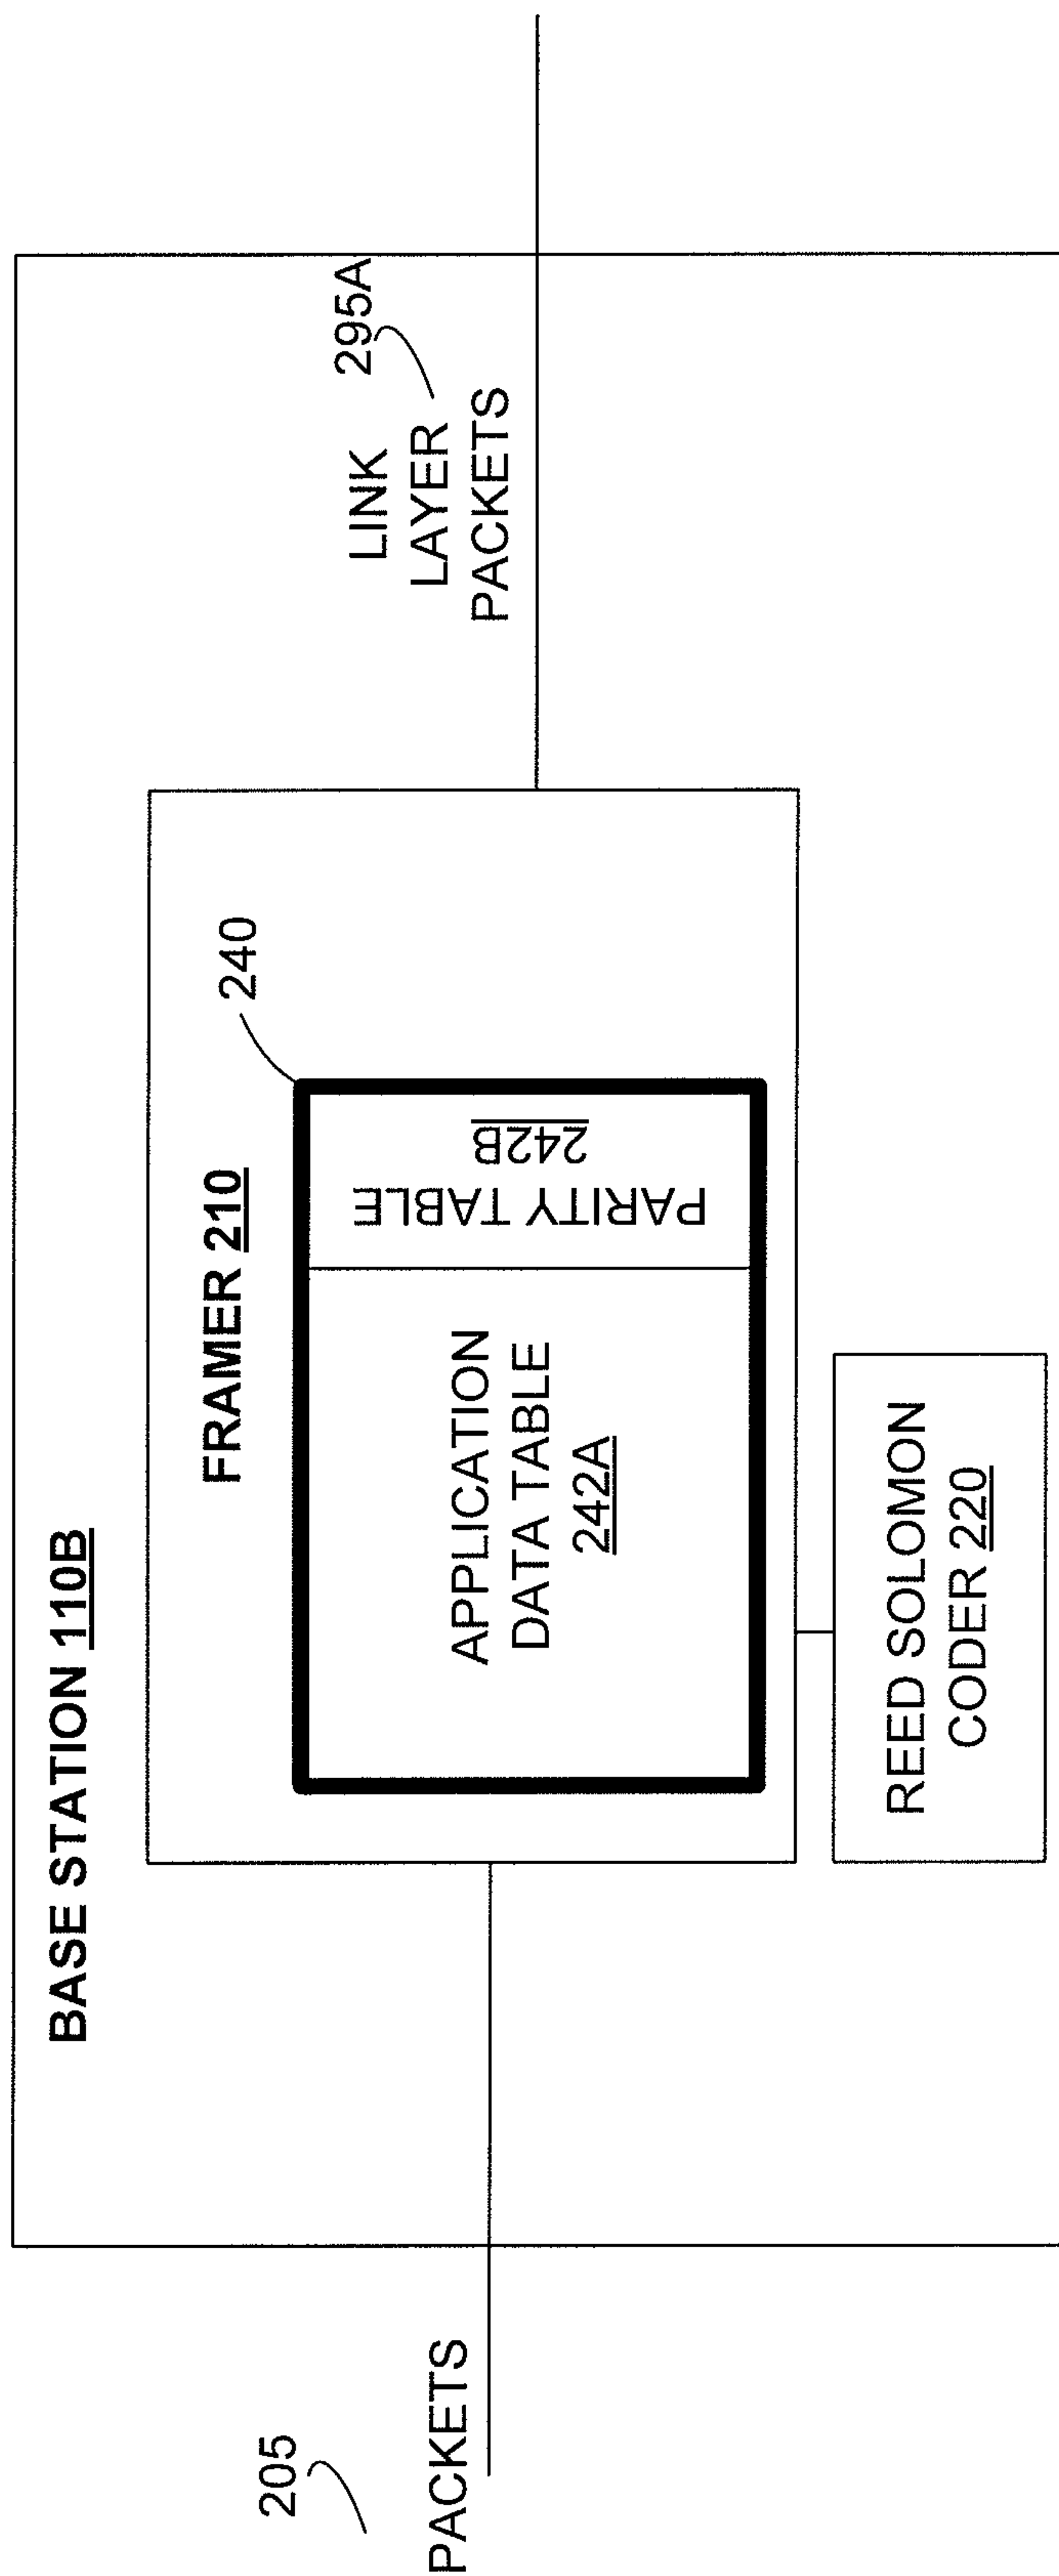 BASE STATION 110B
FRAMER 210
240
APPLICATION
DATA TABLE
242A
PARITY TABLE
242B
REED SOLOMON
CODER 220
205
PACKETS
295A
LINK
LAYER
PACKETS